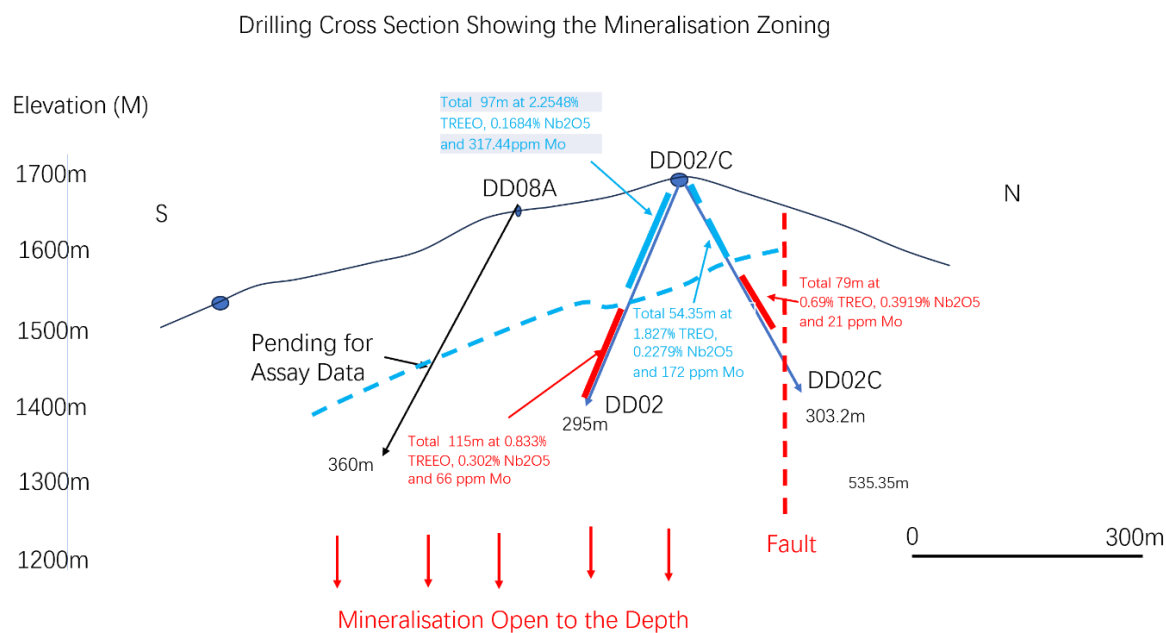 Drilling Cross Section Showing the Mineralisation Zoning
Elevation (M)
Total 97m at 2.2548%
TREEO, 0.1684% Nb2O5
and 317.44ppm Mo
DD02/C
1700m
DD08A
S
N
1600m
Total 79m at
0.69% TREO, 0.3919% Nb2O5
and 21 ppm Mo
1500m
Total 54.35m at
1.827% TREO,
0.2279% Nb2O5
and 172 ppm Mo
Pending for
Assay Data
DD02C
1400m
DD02
303.2m
295m
Total 115m at 0.833%
TREEO, 0.302% Nb2O5
and 66 ppm Mo
360m
1300m
535.35m
Fault
0
300m
1200m
Mineralisation Open to the Depth